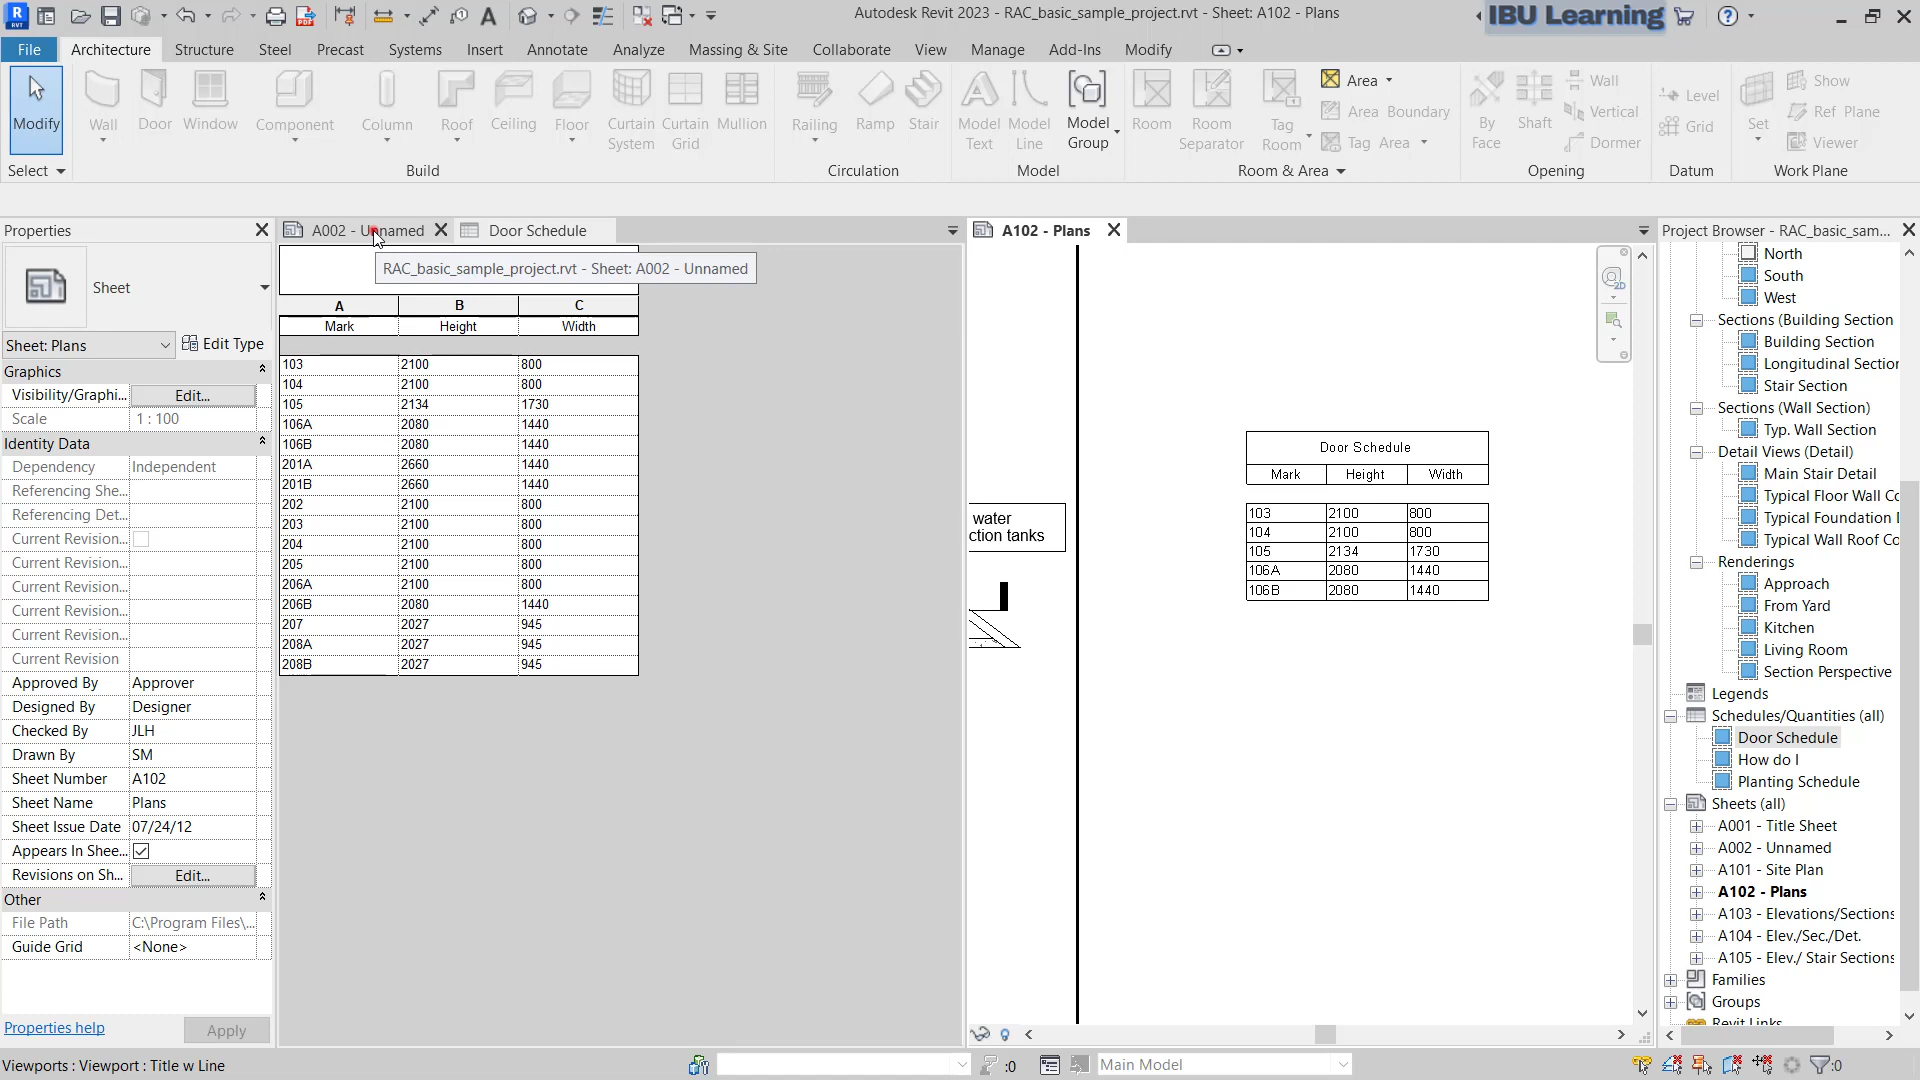 Autodesk Revit 2023 - RAC_basic_sample_project.rvt - Sheet: A102 - Plans
IBU Learning
File Architecture Structure Steel Precast Systems Insert Annotate Analyze Massing & Site Collaborate View Manage Add-Ins Modify
Modify Wall Door Window Component Column Roof Ceiling Floor Curtain System Curtain Grid Mullion Railing Ramp Stair Model Text Model Line Model Group Room Room Separator Tag Room Area Area Boundary Tag Area By Face Shaft Wall Vertical Dormer Level Grid Set Show Ref Plane Viewer
Select Build Circulation Model Room & Area Opening Datum Work Plane
Properties
Sheet
Sheet: Plans Edit Type
Graphics
Visibility/Graphi... Edit...
Scale 1 : 100
Identity Data
Dependency Independent
Referencing She...
Referencing Det...
Current Revision...
Current Revision...
Current Revision...
Current Revision...
Current Revision...
Current Revision
Approved By Approver
Designed By Designer
Checked By JLH
Drawn By SM
Sheet Number A102
Sheet Name Plans
Sheet Issue Date 07/24/12
Appears In Shee...
Revisions on Sh... Edit...
Other
File Path C:\Program Files\...
Guide Grid <None>
Properties help Apply
A002 - Unnamed Door Schedule
RAC_basic_sample_project.rvt - Sheet: A002 - Unnamed
A B C
Mark Height Width
103 2100 800
104 2100 800
105 2134 1730
106A 2080 1440
106B 2080 1440
201A 2660 1440
201B 2660 1440
202 2100 800
203 2100 800
204 2100 800
205 2100 800
206A 2100 800
206B 2080 1440
207 2027 945
208A 2027 945
208B 2027 945
A102 - Plans
2D
water
ction tanks
Door Schedule
Mark Height Width
103 2100 800
104 2100 800
105 2134 1730
106A 2080 1440
106B 2080 1440
Project Browser - RAC_basic_sam...
North
South
West
Sections (Building Section
Building Section
Longitudinal Section
Stair Section
Sections (Wall Section)
Typ. Wall Section
Detail Views (Detail)
Main Stair Detail
Typical Floor Wall Co
Typical Foundation D
Typical Wall Roof Co
Renderings
Approach
From Yard
Kitchen
Living Room
Section Perspective
Legends
Schedules/Quantities (all)
Door Schedule
How do I
Planting Schedule
Sheets (all)
A001 - Title Sheet
A002 - Unnamed
A101 - Site Plan
A102 - Plans
A103 - Elevations/Sections
A104 - Elev./Sec./Det.
A105 - Elev./ Stair Sections
Families
Groups
Revit Links
Viewports : Viewport : Title w Line :0 Main Model :0